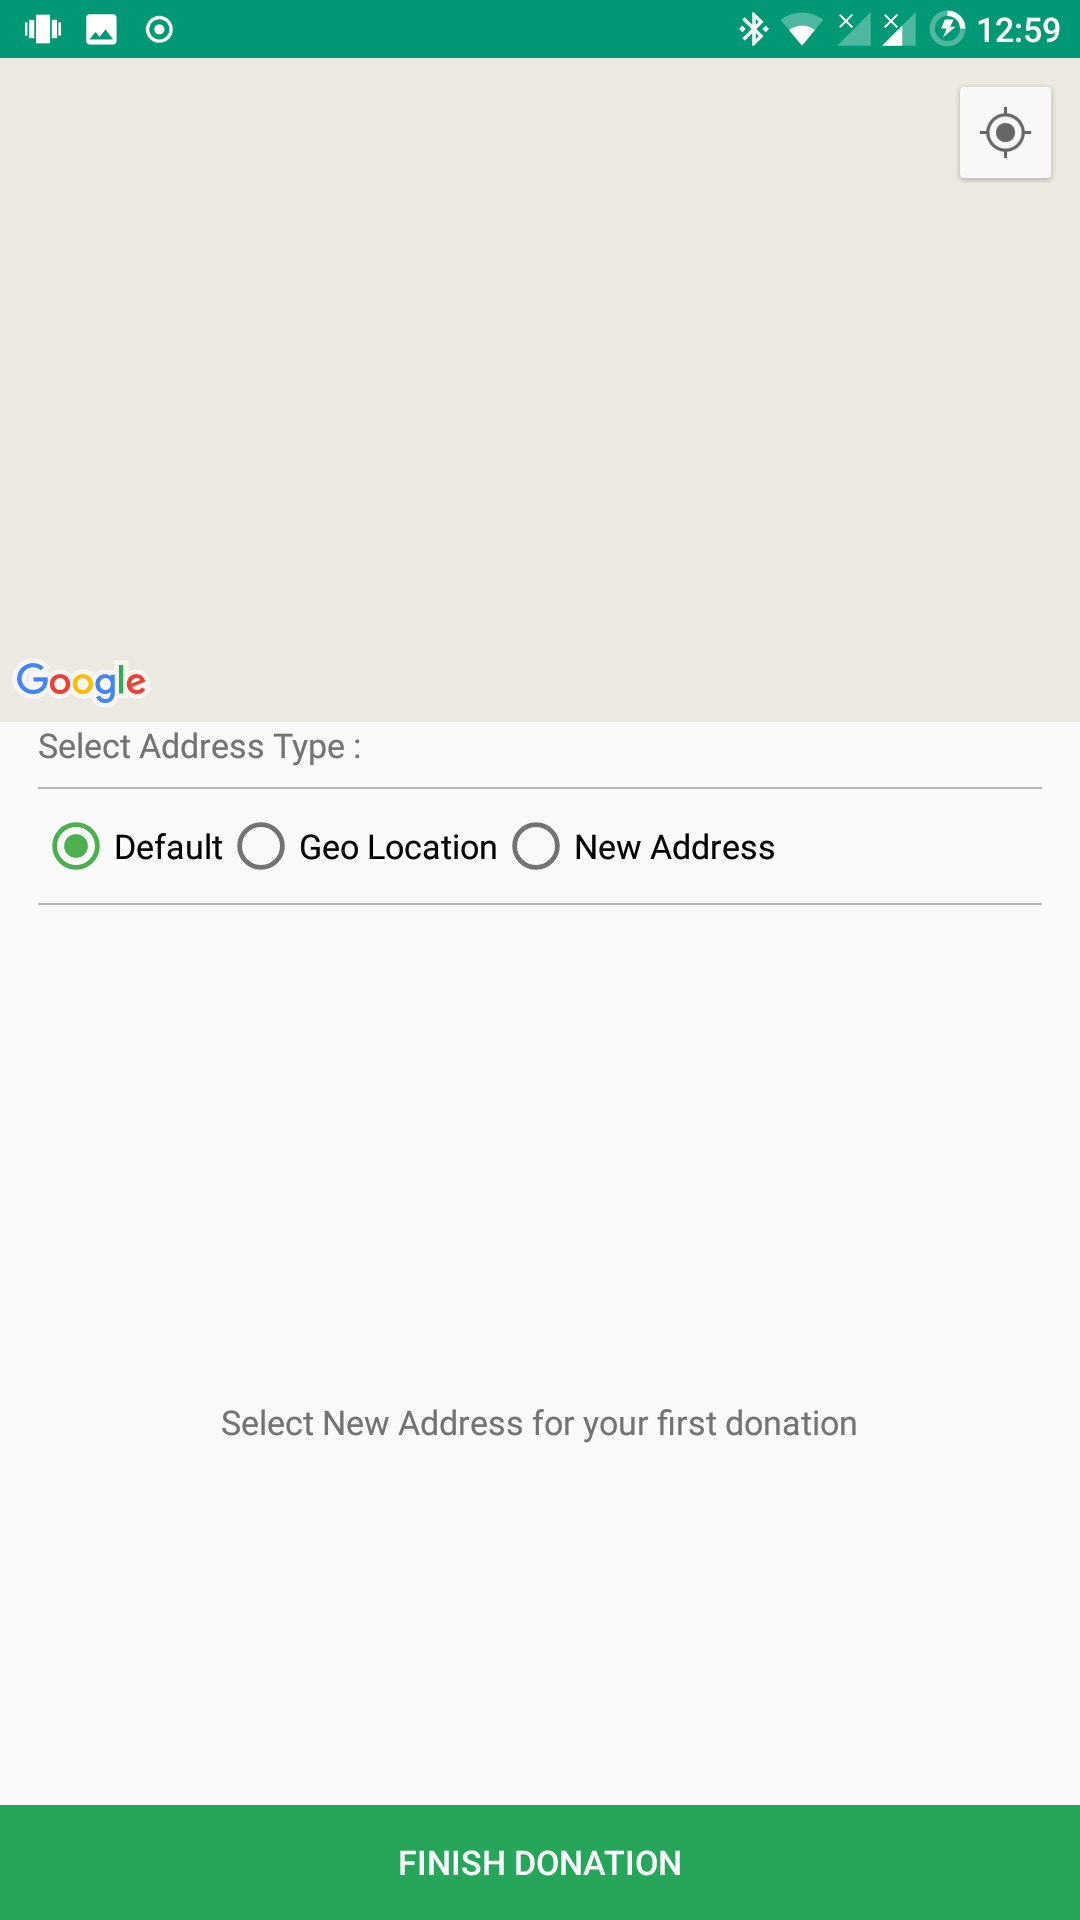 12:59
Google
Select Address Type :
Default Geo Location New Address
Select New Address for your first donation
FINISH DONATION